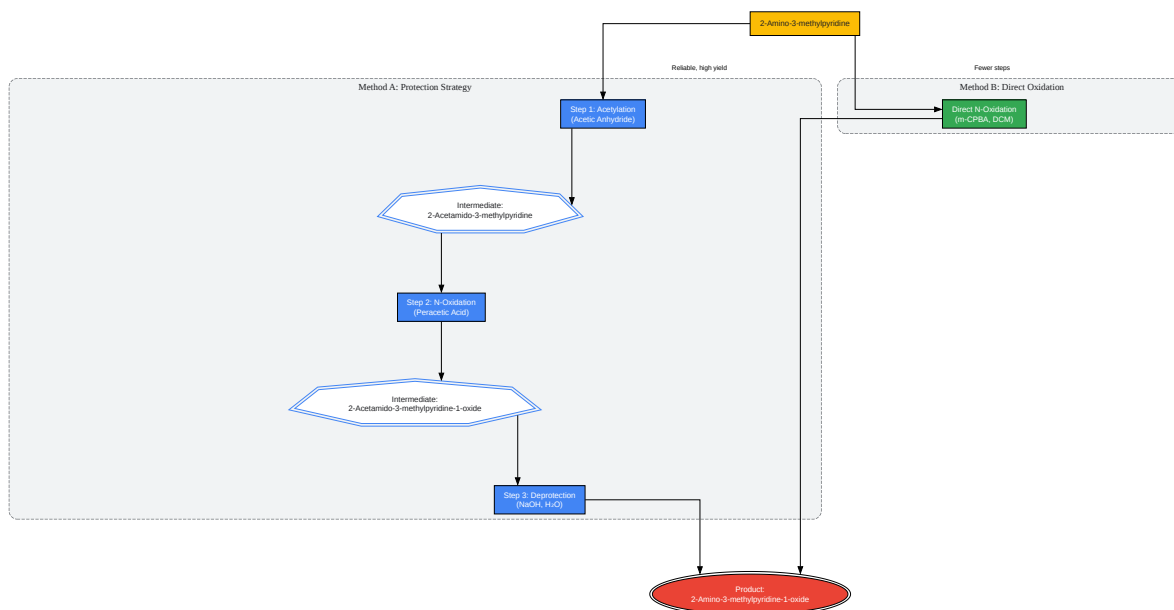 2-Amino-3-methylpyridine
Reliable, high yield
Fewer steps
Method A: Protection Strategy
Method B: Direct Oxidation
Step 1: Acetylation
(Acetic Anhydride)
Direct N-Oxidation
(m-CPBA, DCM)
Intermediate:
2-Acetamido-3-methylpyridine
Step 2: N-Oxidation
(Peracetic Acid)
Intermediate:
2-Acetamido-3-methylpyridine-1-oxide
Step 3: Deprotection
(NaOH, H₂O)
Product:
2-Amino-3-methylpyridine-1-oxide